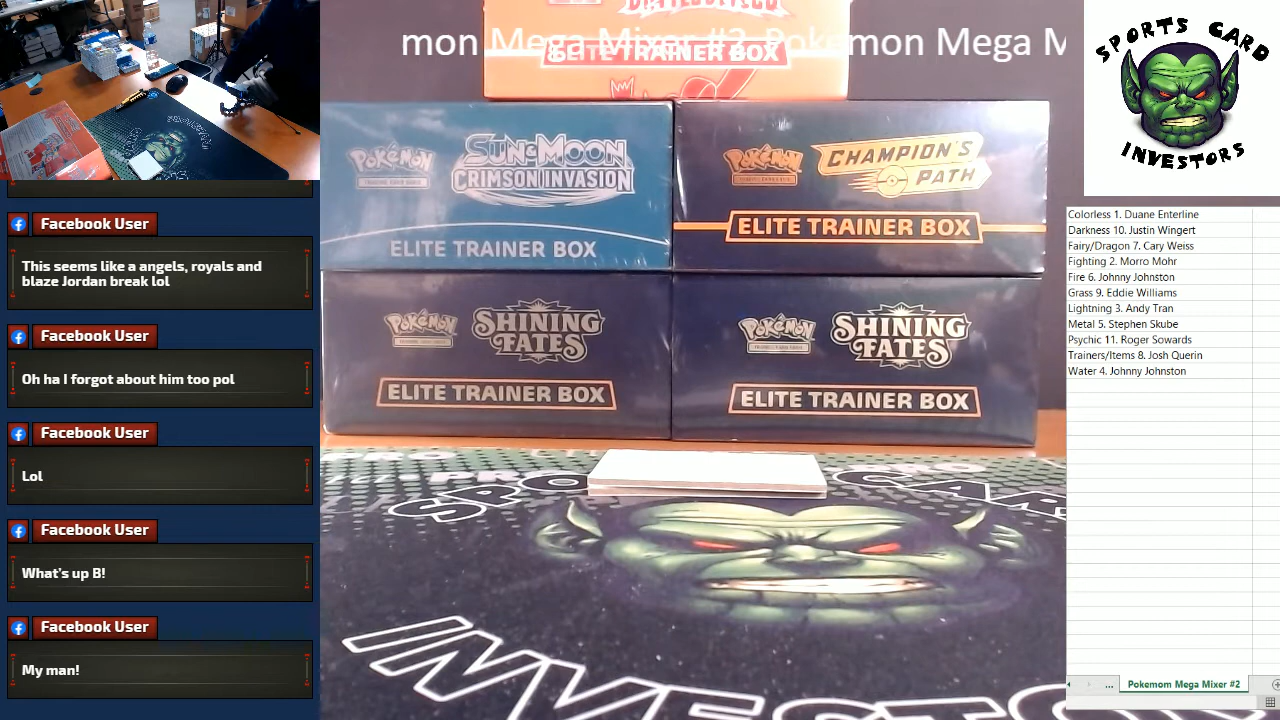 mon Mega Mixer #2 Pokemon Mega M
ELITE TRAINER BOX
POKÉMON
TRADING CARD GAME
SUN & MOON
CRIMSON INVASION
ELITE TRAINER BOX
POKÉMON
CHAMPION'S
PATH
ELITE TRAINER BOX
POKÉMON
SHINING
FATES
ELITE TRAINER BOX
POKÉMON
SHINING
FATES
ELITE TRAINER BOX
INVESTO
Facebook User
This seems like a angels, royals and
blaze Jordan break lol
Facebook User
Oh ha I forgot about him too pol
Facebook User
Lol
Facebook User
What's up B!
Facebook User
My man!
SPORTS CARD
INVESTORS
Colorless 1. Duane Enterline
Darkness 10. Justin Wingert
Fairy/Dragon 7. Cary Weiss
Fighting 2. Morro Mohr
Fire 6. Johnny Johnston
Grass 9. Eddie Williams
Lightning 3. Andy Tran
Metal 5. Stephen Skube
Psychic 11. Roger Sowards
Trainers/Items 8. Josh Querin
Water 4. Johnny Johnston
... Pokemom Mega Mixer #2